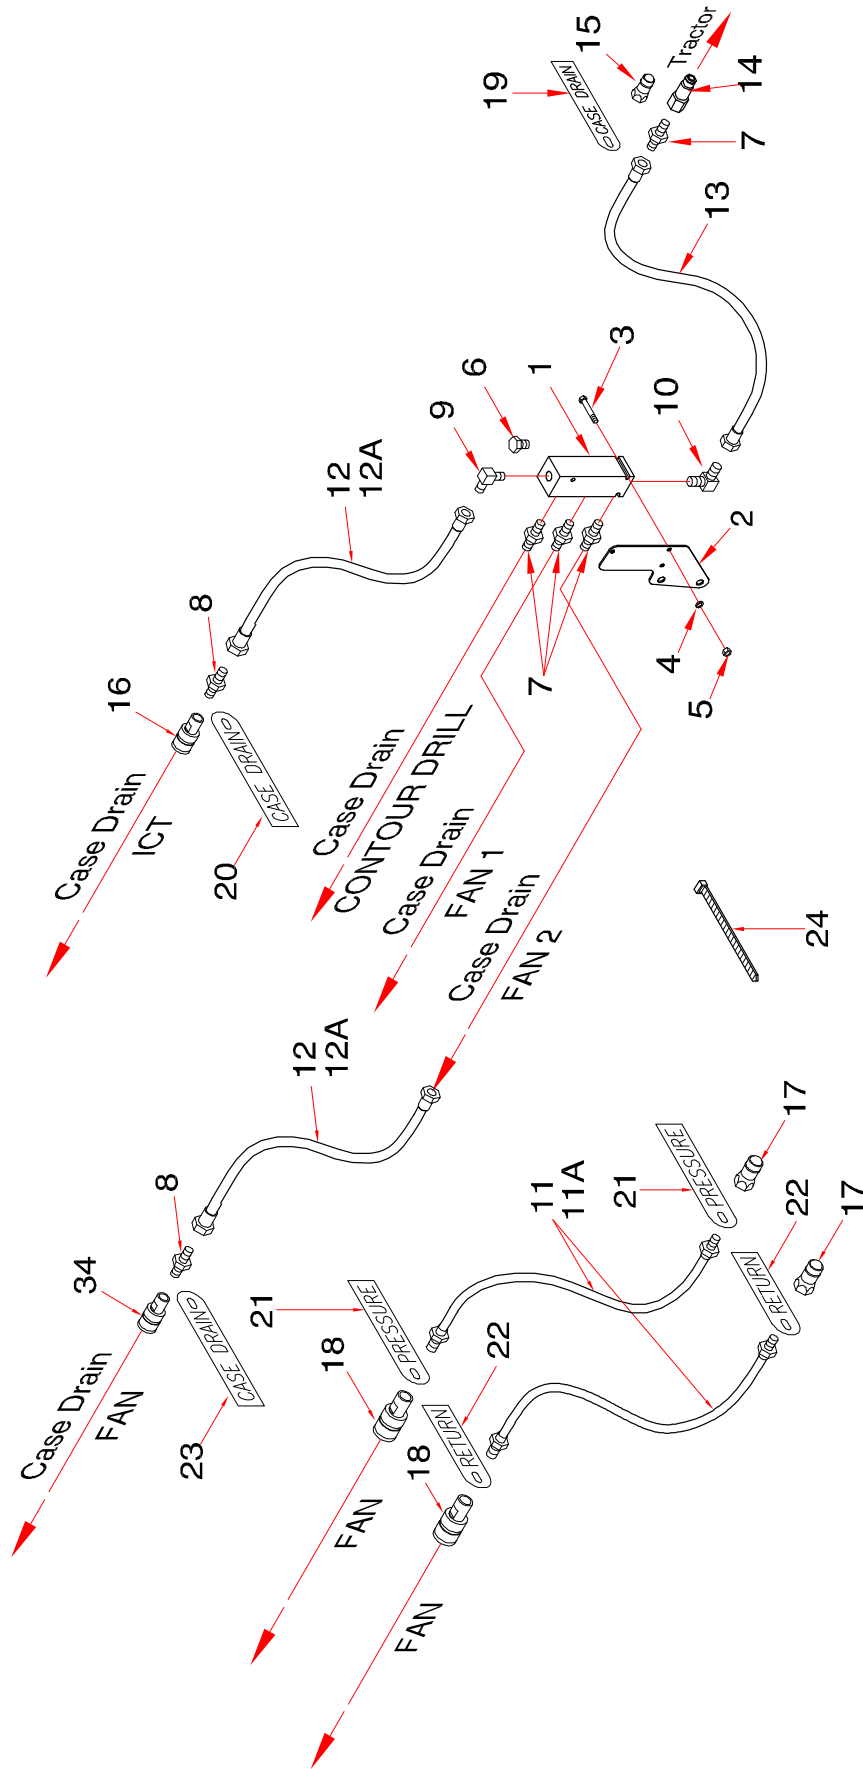 Case Drain
FAN
34
8
12
12A
CASE DRAIN
23
21
PRESSURE
18
FAN
RETURN
22
18
FAN
11
11A
21
PRESSURE
17
RETURN
22
17
24
Case Drain
ICT
16
8
12
12A
CASE DRAIN
20
Case Drain
CONTOUR DRILL
Case Drain
FAN 1
Case Drain
FAN 2
7
9
6
1
3
10
2
4
5
13
19
CASE DRAIN
15
Tractor
14
7